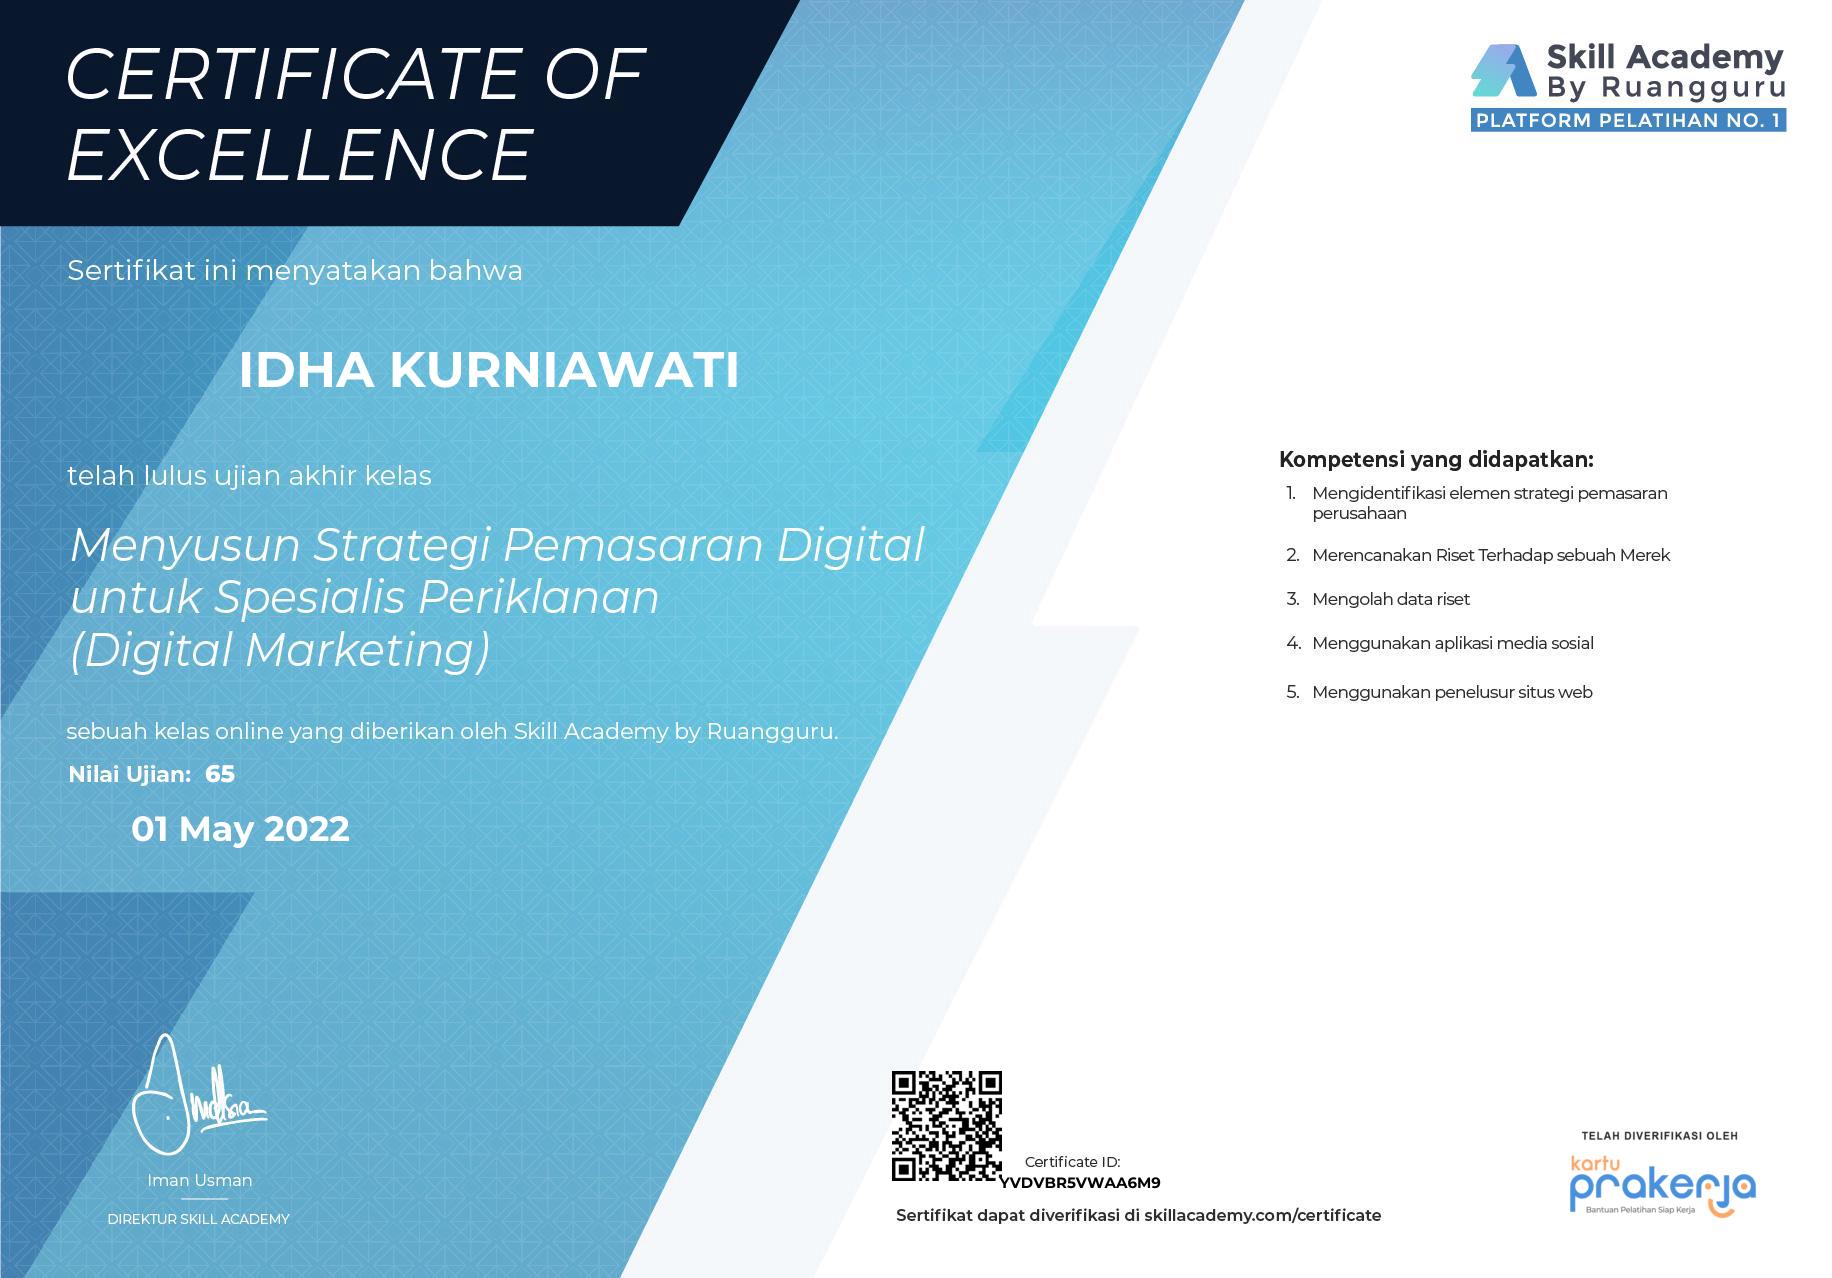 CERTIFICATE OF
EXCELLENCE
Skill Academy
By Ruangguru
PLATFORM PELATIHAN NO. 1
Sertifikat ini menyatakan bahwa
IDHA KURNIAWATI
telah lulus ujian akhir kelas
Menyusun Strategi Pemasaran Digital
untuk Spesialis Periklanan
(Digital Marketing)
sebuah kelas online yang diberikan oleh Skill Academy by Ruangguru.
Nilai Ujian: 65
01 May 2022
Kompetensi yang didapatkan:
1. Mengidentifikasi elemen strategi pemasaran
perusahaan
2. Merencanakan Riset Terhadap sebuah Merek
3. Mengolah data riset
4. Menggunakan aplikasi media sosial
5. Menggunakan penelusur situs web
Iman Usman
DIREKTUR SKILL ACADEMY
Certificate ID:
YVDVBR5VWAA6M9
Sertifikat dapat diverifikasi di skillacademy.com/certificate
TELAH DIVERIFIKASI OLEH
kartu
prakerja
Bantuan Pelatihan Siap Kerja